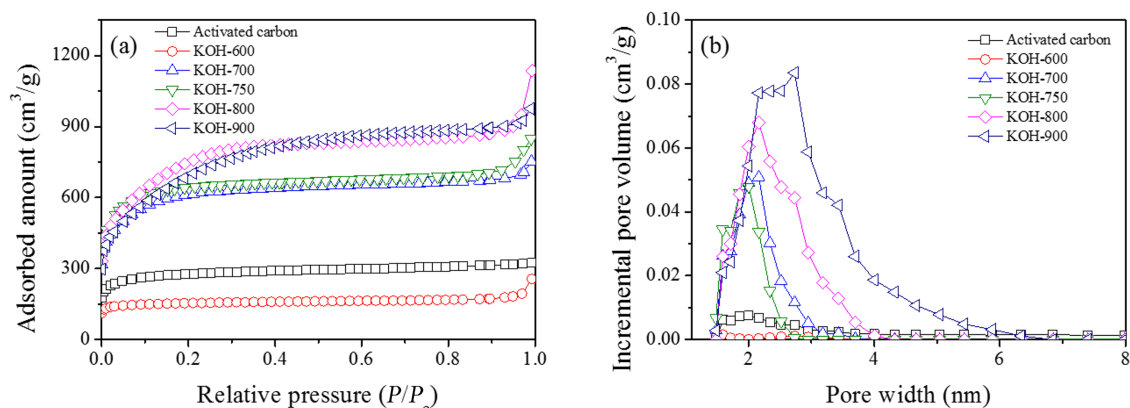 (a)
Activated carbon
KOH-600
KOH-700
KOH-750
KOH-800
KOH-900
1200
900
600
300
0
0.0 0.2 0.4 0.6 0.8 1.0
Adsorbed amount (cm³/g)
Relative pressure (P/P
(b)
Activated carbon
KOH-600
KOH-700
KOH-750
KOH-800
KOH-900
0.10
0.08
0.06
0.04
0.02
0.00
2 4 6 8
Incremental pore volume (cm³/g)
Pore width (nm)